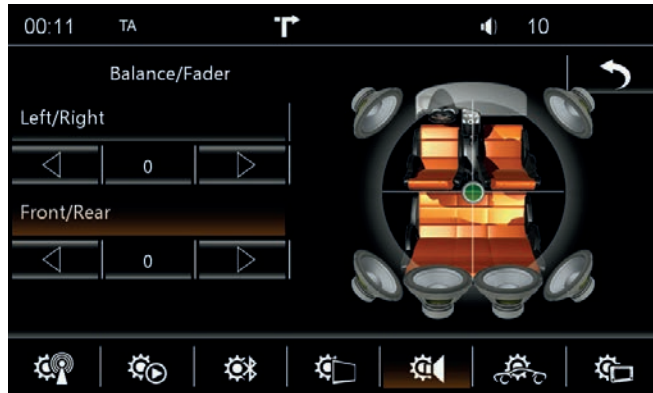 00:11 TA 10
Balance/Fader
Left/Right
0
Front/Rear
0